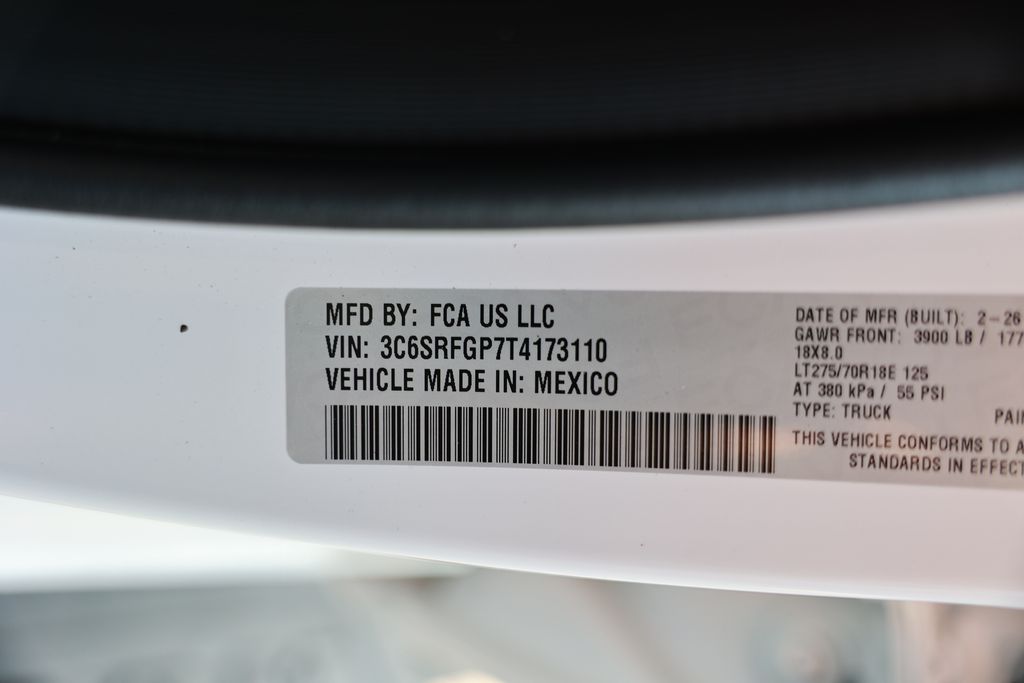 MFD BY: FCA US LLC
VIN: 3C6SRFGP7T4173110
VEHICLE MADE IN: MEXICO
DATE OF MFR (BUILT): 2-26
GAWR FRONT: 3900 LB / 177
18X8.0
LT275/70R18E 125
AT 380 kPa / 55 PSI
TYPE: TRUCK PAI
THIS VEHICLE CONFORMS TO A
STANDARDS IN EFFECT